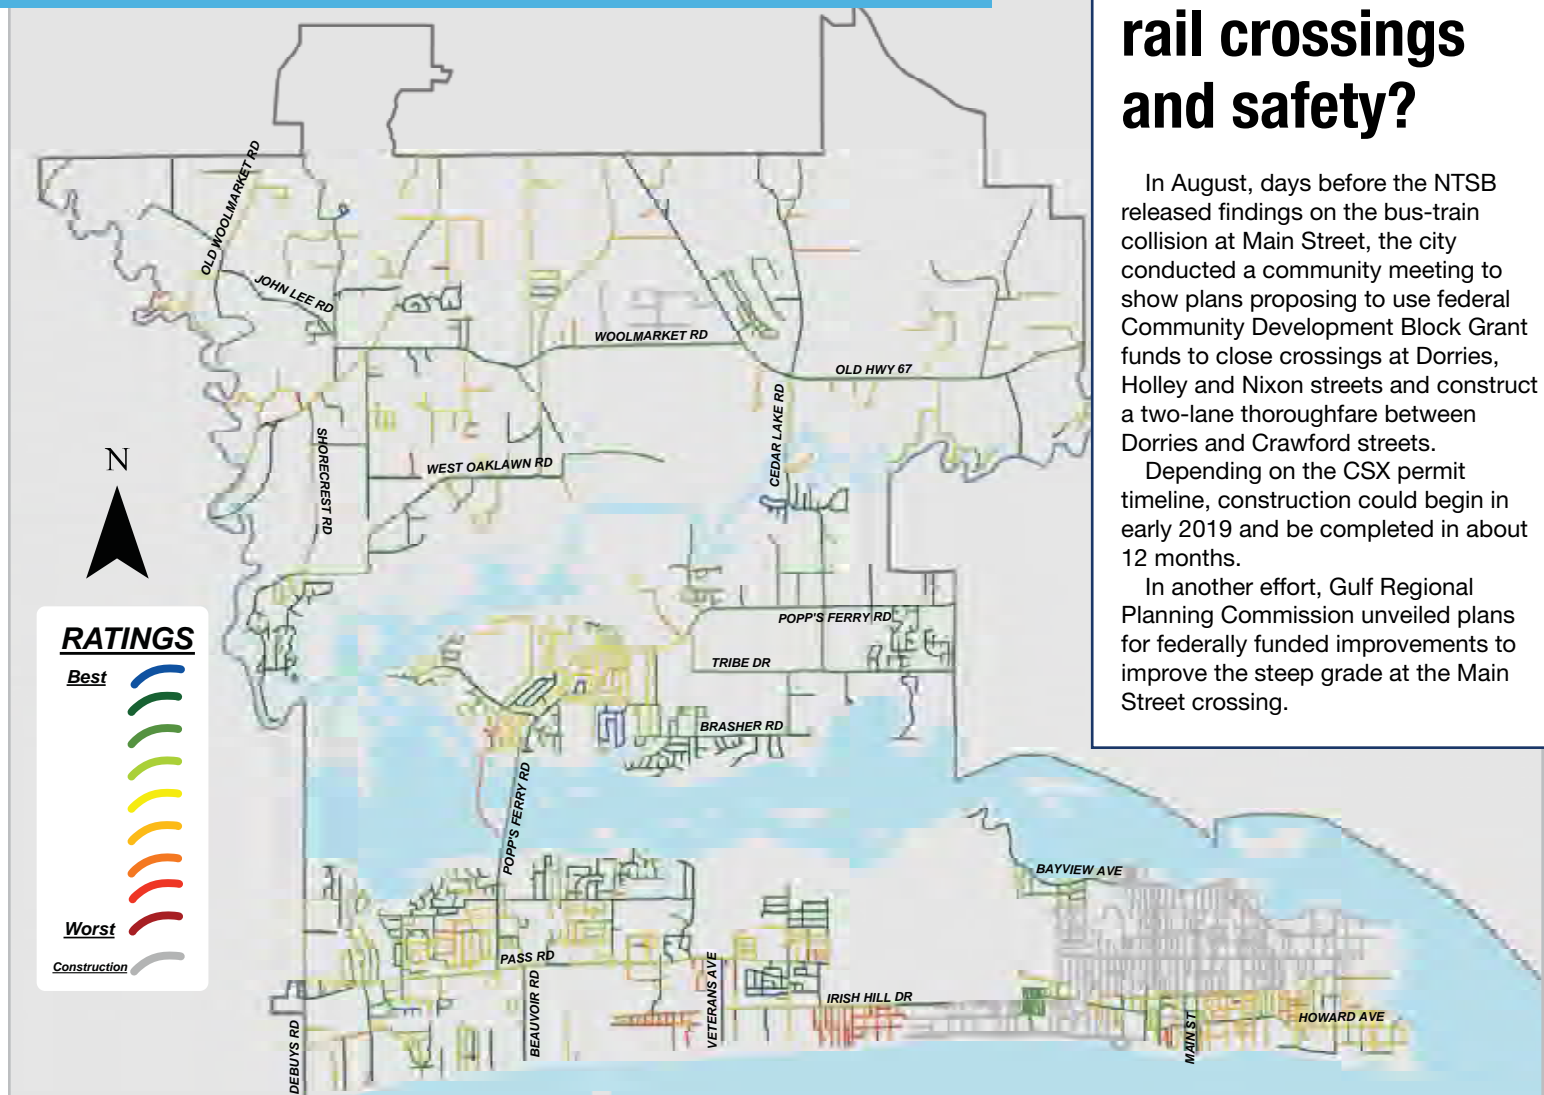 rail crossings
and safety?
In August, days before the NTSB
released findings on the bus-train
collision at Main Street, the city
conducted a community meeting to
show plans proposing to use federal
Community Development Block Grant
funds to close crossings at Dorries,
Holley and Nixon streets and construct
a two-lane thoroughfare between
Dorries and Crawford streets.
Depending on the CSX permit
timeline, construction could begin in
early 2019 and be completed in about
12 months.
In another effort, Gulf Regional
Planning Commission unveiled plans
for federally funded improvements to
improve the steep grade at the Main
Street crossing.
OLD WOOLMARKET RD
JOHN LEE RD
WOOLMARKET RD
OLD HWY 67
CEDAR LAKE RD
SHORECREST RD
WEST OAKLAWN RD
N
POPP'S FERRY RD
TRIBE DR
BRASHER RD
POPP'S FERRY RD
RATINGS
Best
Worst
Construction
BAYVIEW AVE
PASS RD
BEAUVOIR RD
VETERANS AVE
IRISH HILL DR
HOWARD AVE
MAIN ST
DEBUYS RD